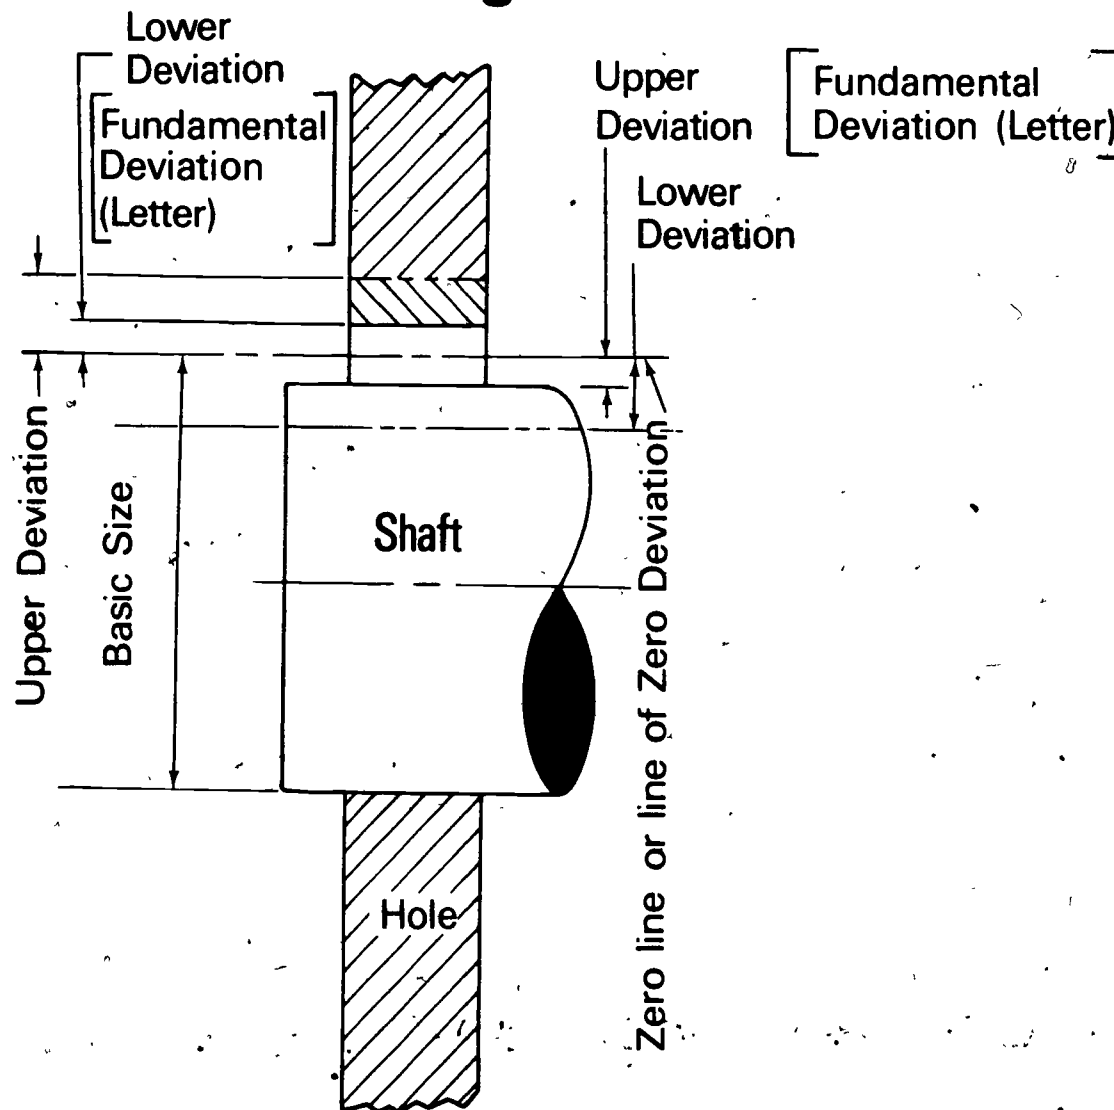 Lower
Deviation
Fundamental
Deviation
(Letter)
Upper
Deviation
Fundamental
Deviation (Letter)
Lower
Deviation
Upper Deviation
Basic Size
Shaft
Zero line or line of Zero Deviation
Hole